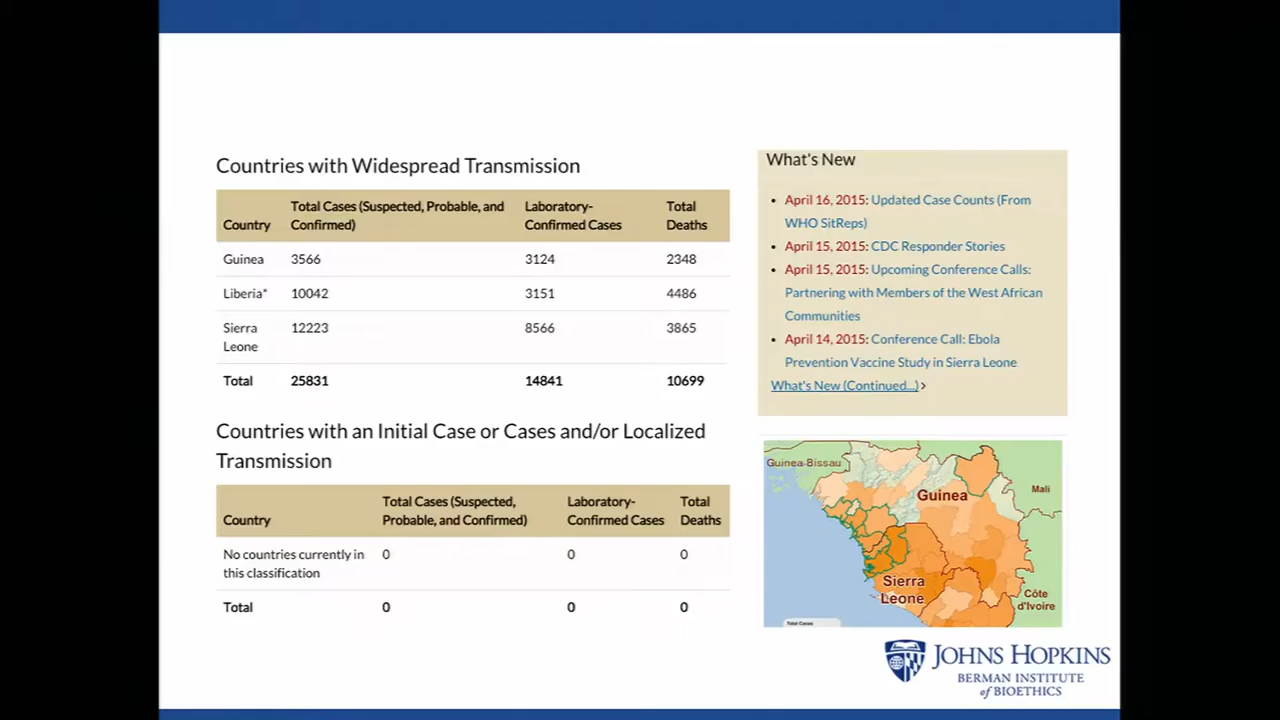 Countries with Widespread Transmission
Country
Total Cases (Suspected, Probable, and
Confirmed)
Laboratory-
Confirmed Cases
Total
Deaths
Guinea 3566 3124 2348
Liberia* 10042 3151 4486
Sierra
Leone
12223 8566 3865
Total 25831 14841 10699
Countries with an Initial Case or Cases and/or Localized
Transmission
Country
Total Cases (Suspected,
Probable, and Confirmed)
Laboratory-
Confirmed Cases
Total
Deaths
No countries currently in
this classification
0 0 0
Total 0 0 0
What's New
• April 16, 2015: Updated Case Counts (From
WHO SitReps)
• April 15, 2015: CDC Responder Stories
• April 15, 2015: Upcoming Conference Calls:
Partnering with Members of the West African
Communities
• April 14, 2015: Conference Call: Ebola
Prevention Vaccine Study in Sierra Leone
What's New (Continued...) ›
Guinea-Bissau
Guinea
Mali
Sierra
Leone
Côte
d'Ivoire
Total Cases
JOHNS HOPKINS
BERMAN INSTITUTE
of BIOETHICS